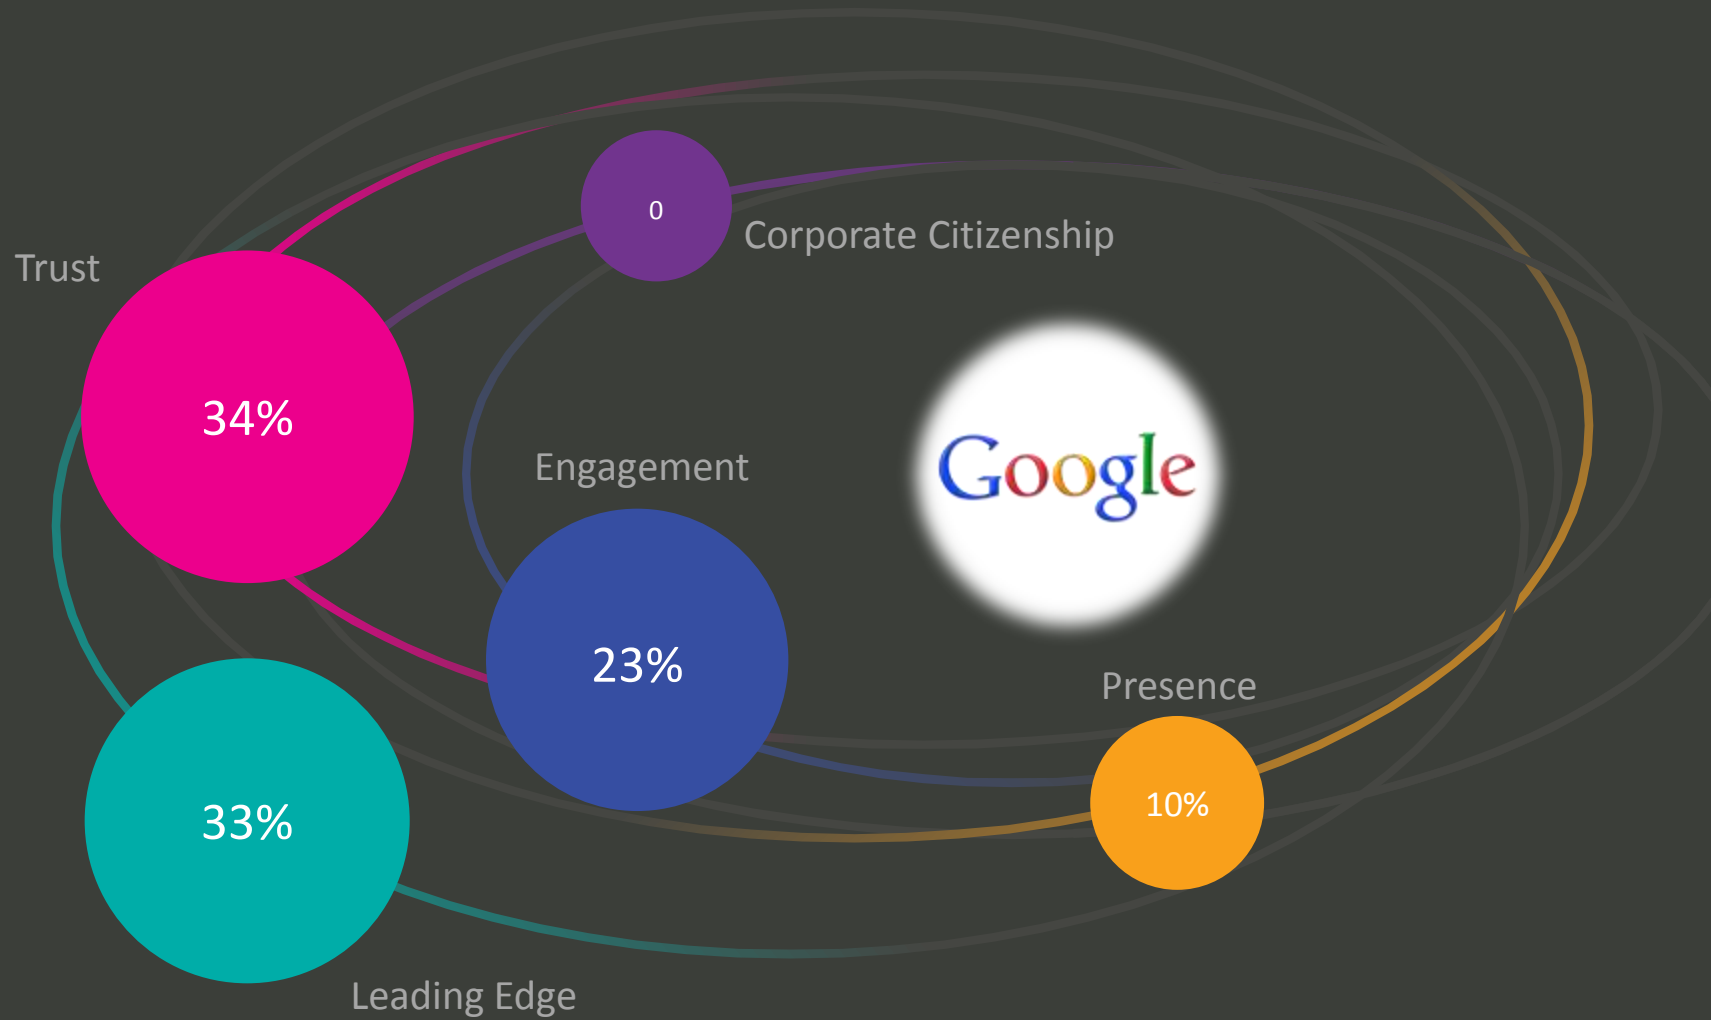 0
Corporate Citizenship
Trust
34%
Engagement
Google
23%
Presence
10%
33%
Leading Edge